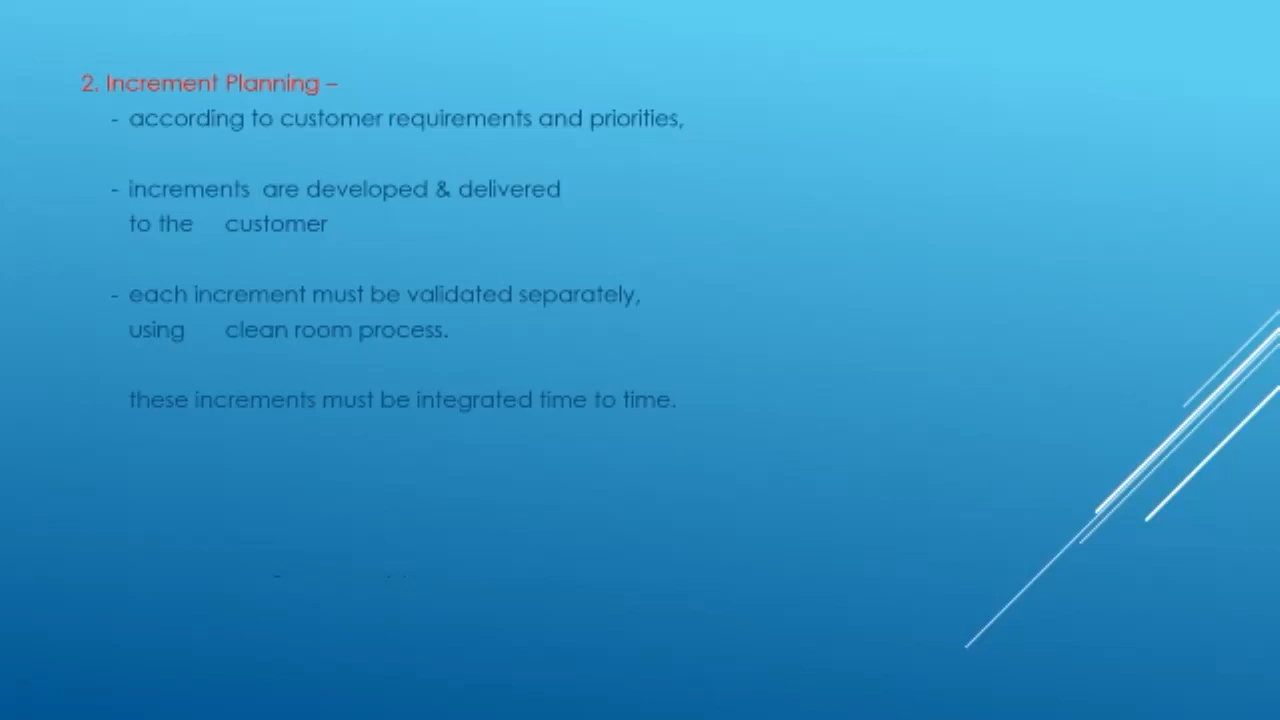 2. Increment Planning –
- according to customer requirements and priorities,
- increments are developed & delivered
to the customer
- each increment must be validated separately,
using clean room process.
these increments must be integrated time to time.